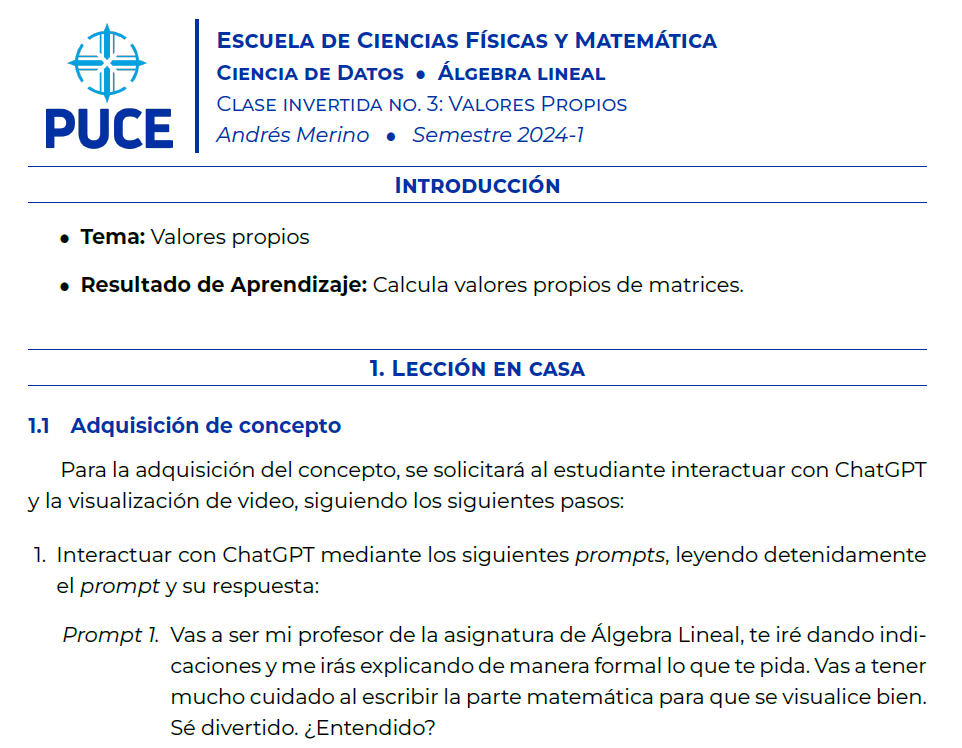 PUCE
ESCUELA DE CIENCIAS FÍSICAS Y MATEMÁTICA
CIENCIA DE DATOS • ÁLGEBRA LINEAL
CLASE INVERTIDA NO. 3: VALORES PROPIOS
Andrés Merino • Semestre 2024-1
INTRODUCCIÓN
• Tema: Valores propios
• Resultado de Aprendizaje: Calcula valores propios de matrices.
1. LECCIÓN EN CASA
1.1 Adquisición de concepto
Para la adquisición del concepto, se solicitará al estudiante interactuar con ChatGPT
y la visualización de video, siguiendo los siguientes pasos:
1. Interactuar con ChatGPT mediante los siguientes prompts, leyendo detenidamente
el prompt y su respuesta:
Prompt 1. Vas a ser mi profesor de la asignatura de Álgebra Lineal, te iré dando indi-
caciones y me irás explicando de manera formal lo que te pida. Vas a tener
mucho cuidado al escribir la parte matemática para que se visualice bien.
Sé divertido. ¿Entendido?